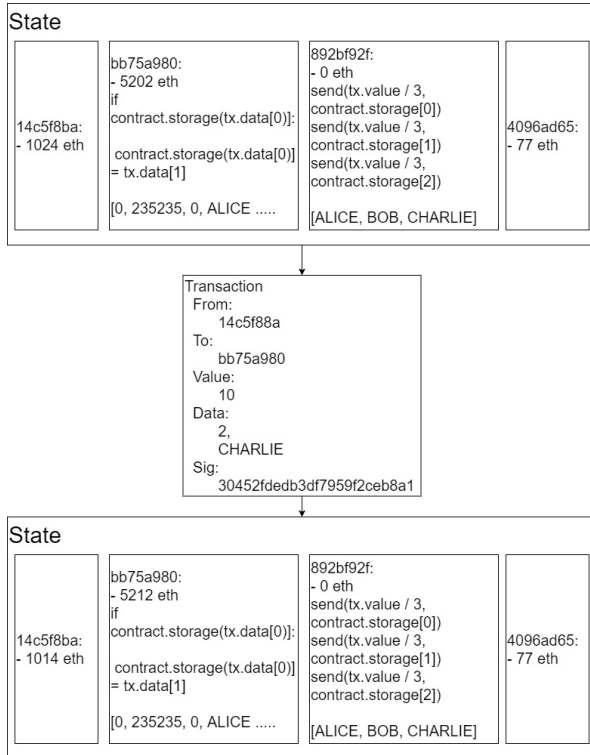 State
14c5f8ba:
- 1024 eth
bb75a980:
- 5202 eth
if
contract.storage(tx.data[0]):
contract.storage(tx.data[0)]
= tx.data[1]
[0, 235235, 0, ALICE .....
892bf92f:
- 0 eth
send(tx.value / 3,
contract.storage[0])
send(tx.value / 3,
contract.storage[1])
send(tx.value / 3,
contract.storage[2])
[ALICE, BOB, CHARLIE]
4096ad65:
- 77 eth
Transaction
From:
14c5f88a
To:
bb75a980
Value:
10
Data:
2,
CHARLIE
Sig:
30452fdedb3df7959f2ceb8a1
State
14c5f8ba:
- 1014 eth
bb75a980:
- 5212 eth
if
contract.storage(tx.data[0]):
contract.storage(tx.data[0)]
= tx.data[1]
[0, 235235, 0, ALICE .....
892bf92f:
- 0 eth
send(tx.value / 3,
contract.storage[0])
send(tx.value / 3,
contract.storage[1])
send(tx.value / 3,
contract.storage[2])
[ALICE, BOB, CHARLIE]
4096ad65:
- 77 eth